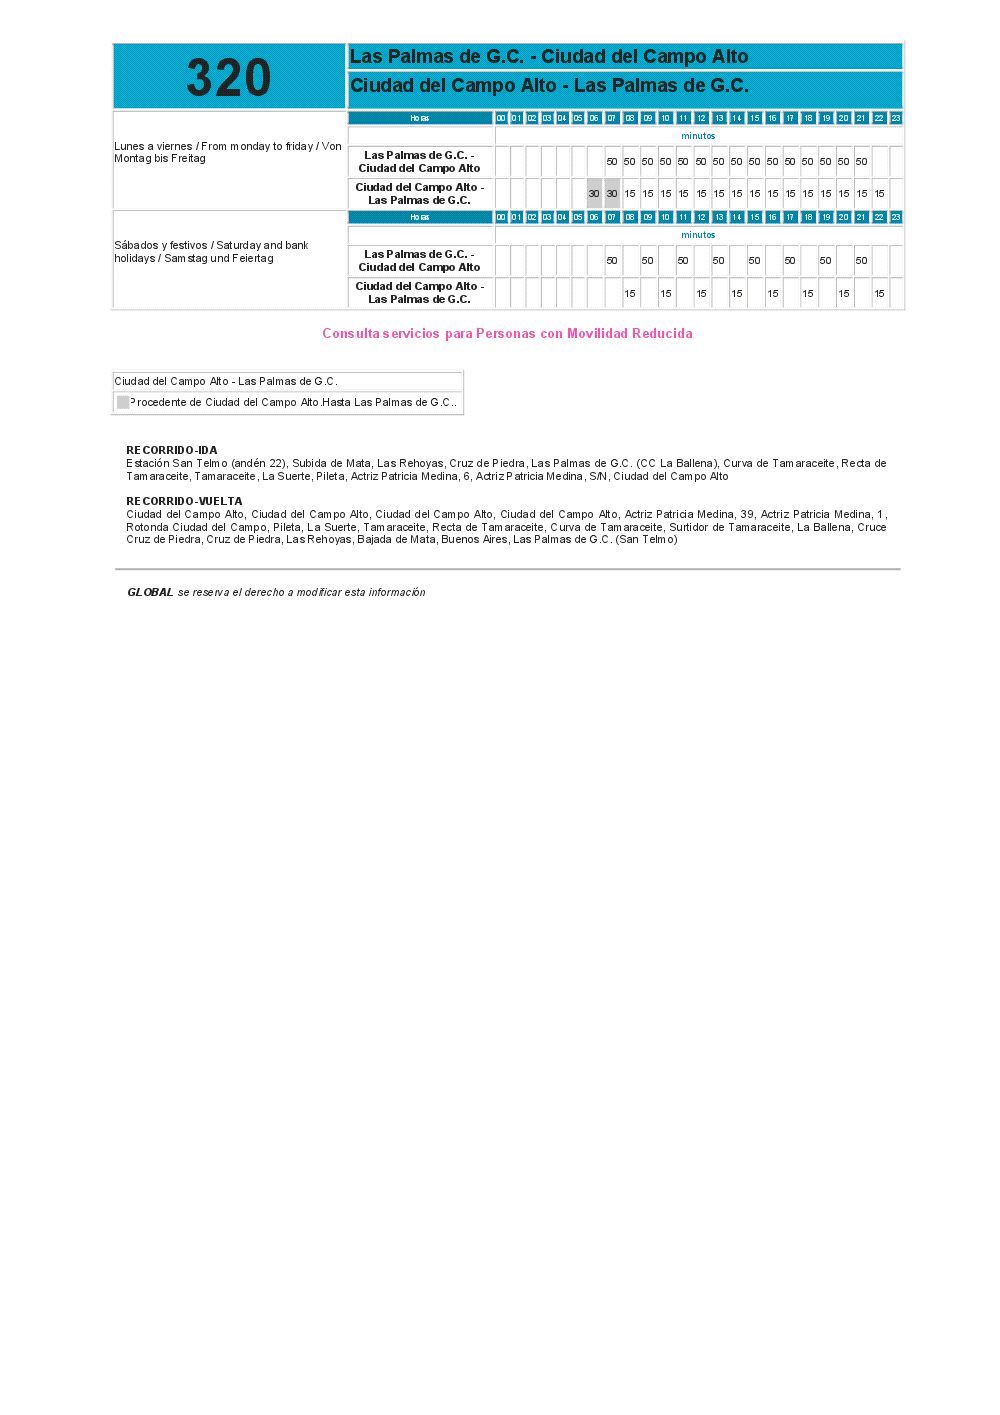 320
Las Palmas de G.C. - Ciudad del Campo Alto
Ciudad del Campo Alto - Las Palmas de G.C.
Lunes a viernes / From monday to friday / Von
Montag bis Freitag
Horas 00 01 02 03 04 05 06 07 08 09 10 11 12 13 14 15 16 17 18 19 20 21 22 23
minutos
Las Palmas de G.C. -
Ciudad del Campo Alto
50 50 50 50 50 50 50 50 50 50 50 50 50 50 50
Ciudad del Campo Alto -
Las Palmas de G.C.
30 30 15 15 15 15 15 15 15 15 15 15 15 15 15 15 15
Sábados y festivos / Saturday and bank
holidays / Samstag und Feiertag
Horas 00 01 02 03 04 05 06 07 08 09 10 11 12 13 14 15 16 17 18 19 20 21 22 23
minutos
Las Palmas de G.C. -
Ciudad del Campo Alto
50 50 50 50 50 50 50 50
Ciudad del Campo Alto -
Las Palmas de G.C.
15 15 15 15 15 15 15 15
Consulta servicios para Personas con Movilidad Reducida
Ciudad del Campo Alto - Las Palmas de G.C.
Procedente de Ciudad del Campo Alto.Hasta Las Palmas de G.C..
RECORRIDO-IDA
Estación San Telmo (andén 22), Subida de Mata, Las Rehoyas, Cruz de Piedra, Las Palmas de G.C. (CC La Ballena), Curva de Tamaraceite, Recta de
Tamaraceite, Tamaraceite, La Suerte, Pileta, Actriz Patricia Medina, 6, Actriz Patricia Medina, S/N, Ciudad del Campo Alto
RECORRIDO-VUELTA
Ciudad del Campo Alto, Ciudad del Campo Alto, Ciudad del Campo Alto, Ciudad del Campo Alto, Actriz Patricia Medina, 39, Actriz Patricia Medina, 1,
Rotonda Ciudad del Campo, Pileta, La Suerte, Tamaraceite, Recta de Tamaraceite, Curva de Tamaraceite, Surtidor de Tamaraceite, La Ballena, Cruce
Cruz de Piedra, Cruz de Piedra, Las Rehoyas, Bajada de Mata, Buenos Aires, Las Palmas de G.C. (San Telmo)
GLOBAL se reserva el derecho a modificar esta información